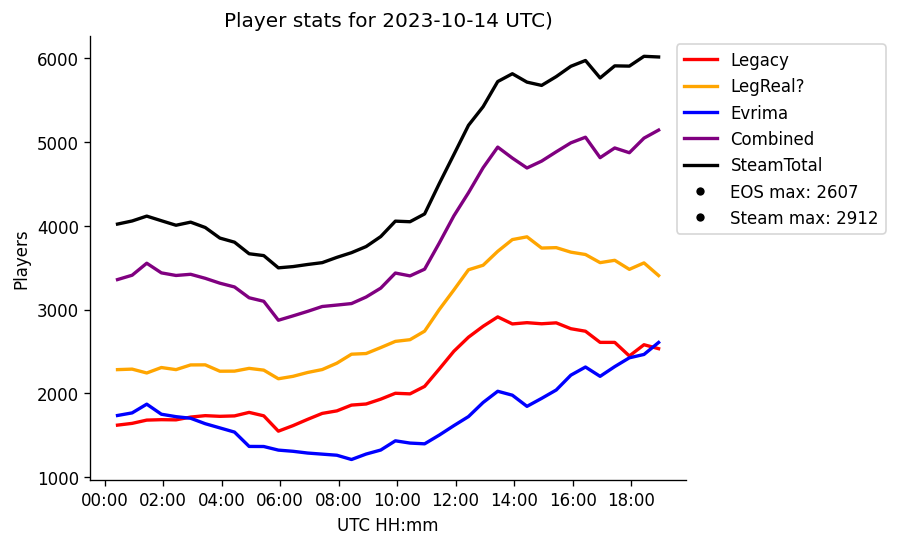 Player stats for 2023-10-14 UTC)
Players
6000
5000
4000
3000
2000
1000
00:00 02:00 04:00 06:00 08:00 10:00 12:00 14:00 16:00 18:00
UTC HH:mm
Legacy
LegReal?
Evrima
Combined
SteamTotal
EOS max: 2607
Steam max: 2912